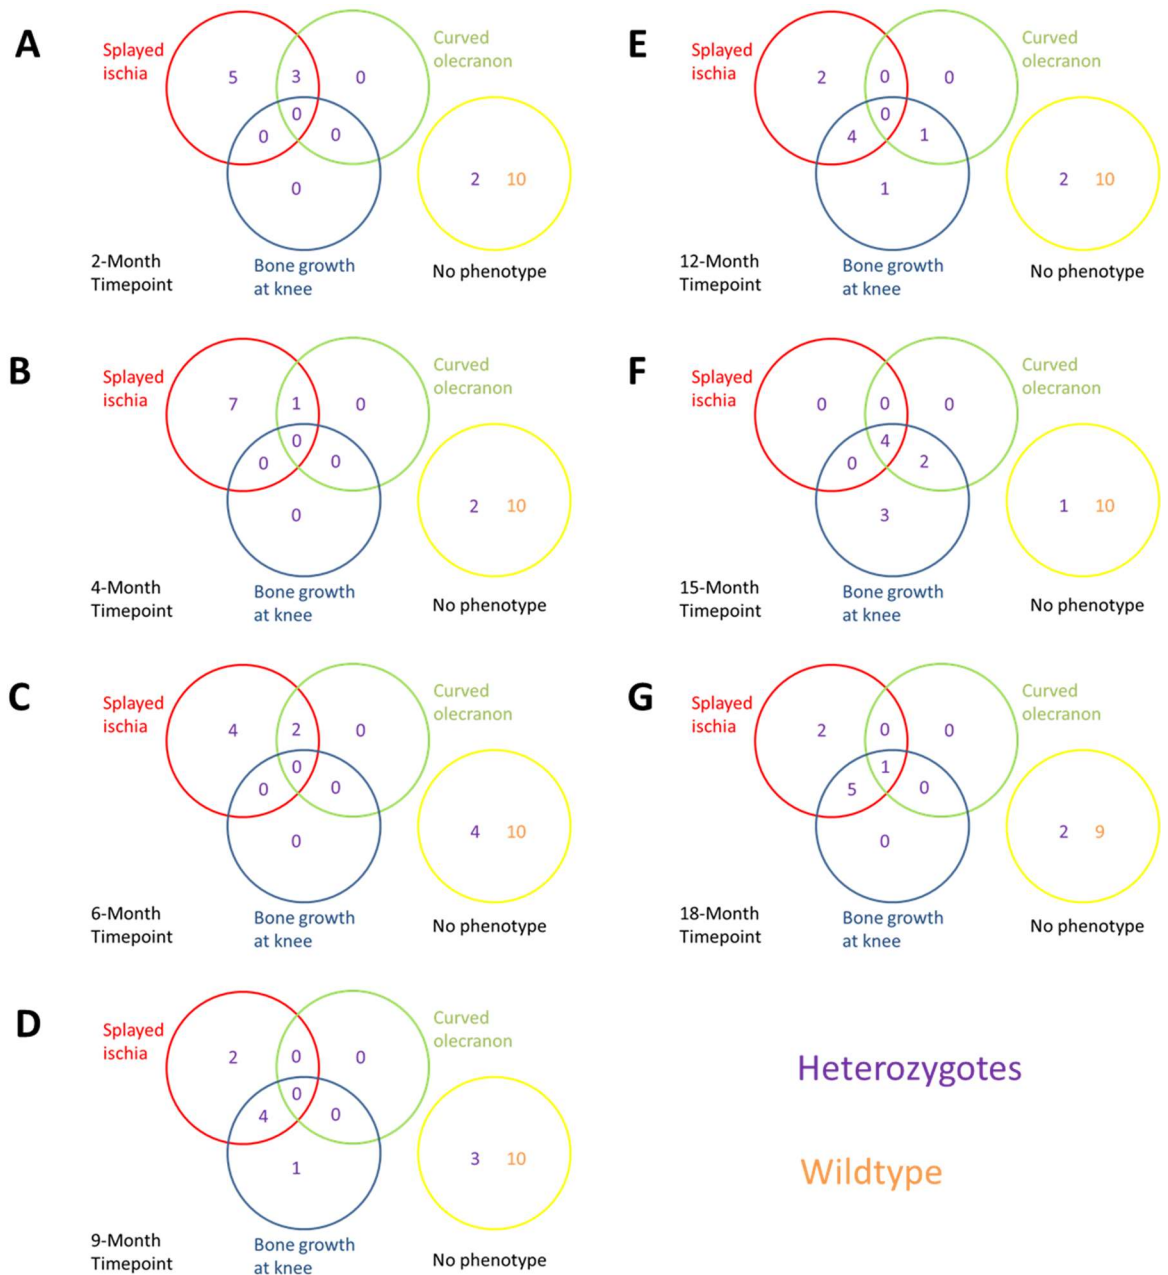 A
Splayed
ischia
Curved
olecranon
5
3
0
0
0
0
0
2 10
2-Month
Timepoint
Bone growth
at knee
No phenotype
B
Splayed
ischia
Curved
olecranon
7
1
0
0
0
0
0
2 10
4-Month
Timepoint
Bone growth
at knee
No phenotype
C
Splayed
ischia
Curved
olecranon
4
2
0
0
0
0
0
4 10
6-Month
Timepoint
Bone growth
at knee
No phenotype
D
Splayed
ischia
Curved
olecranon
2
0
0
0
4
0
1
3 10
9-Month
Timepoint
Bone growth
at knee
No phenotype
E
Splayed
ischia
Curved
olecranon
2
0
0
0
4
1
1
2 10
12-Month
Timepoint
Bone growth
at knee
No phenotype
F
Splayed
ischia
Curved
olecranon
0
0
0
4
0
2
3
1 10
15-Month
Timepoint
Bone growth
at knee
No phenotype
G
Splayed
ischia
Curved
olecranon
2
0
0
1
5
0
0
2 9
18-Month
Timepoint
Bone growth
at knee
No phenotype
Heterozygotes
Wildtype